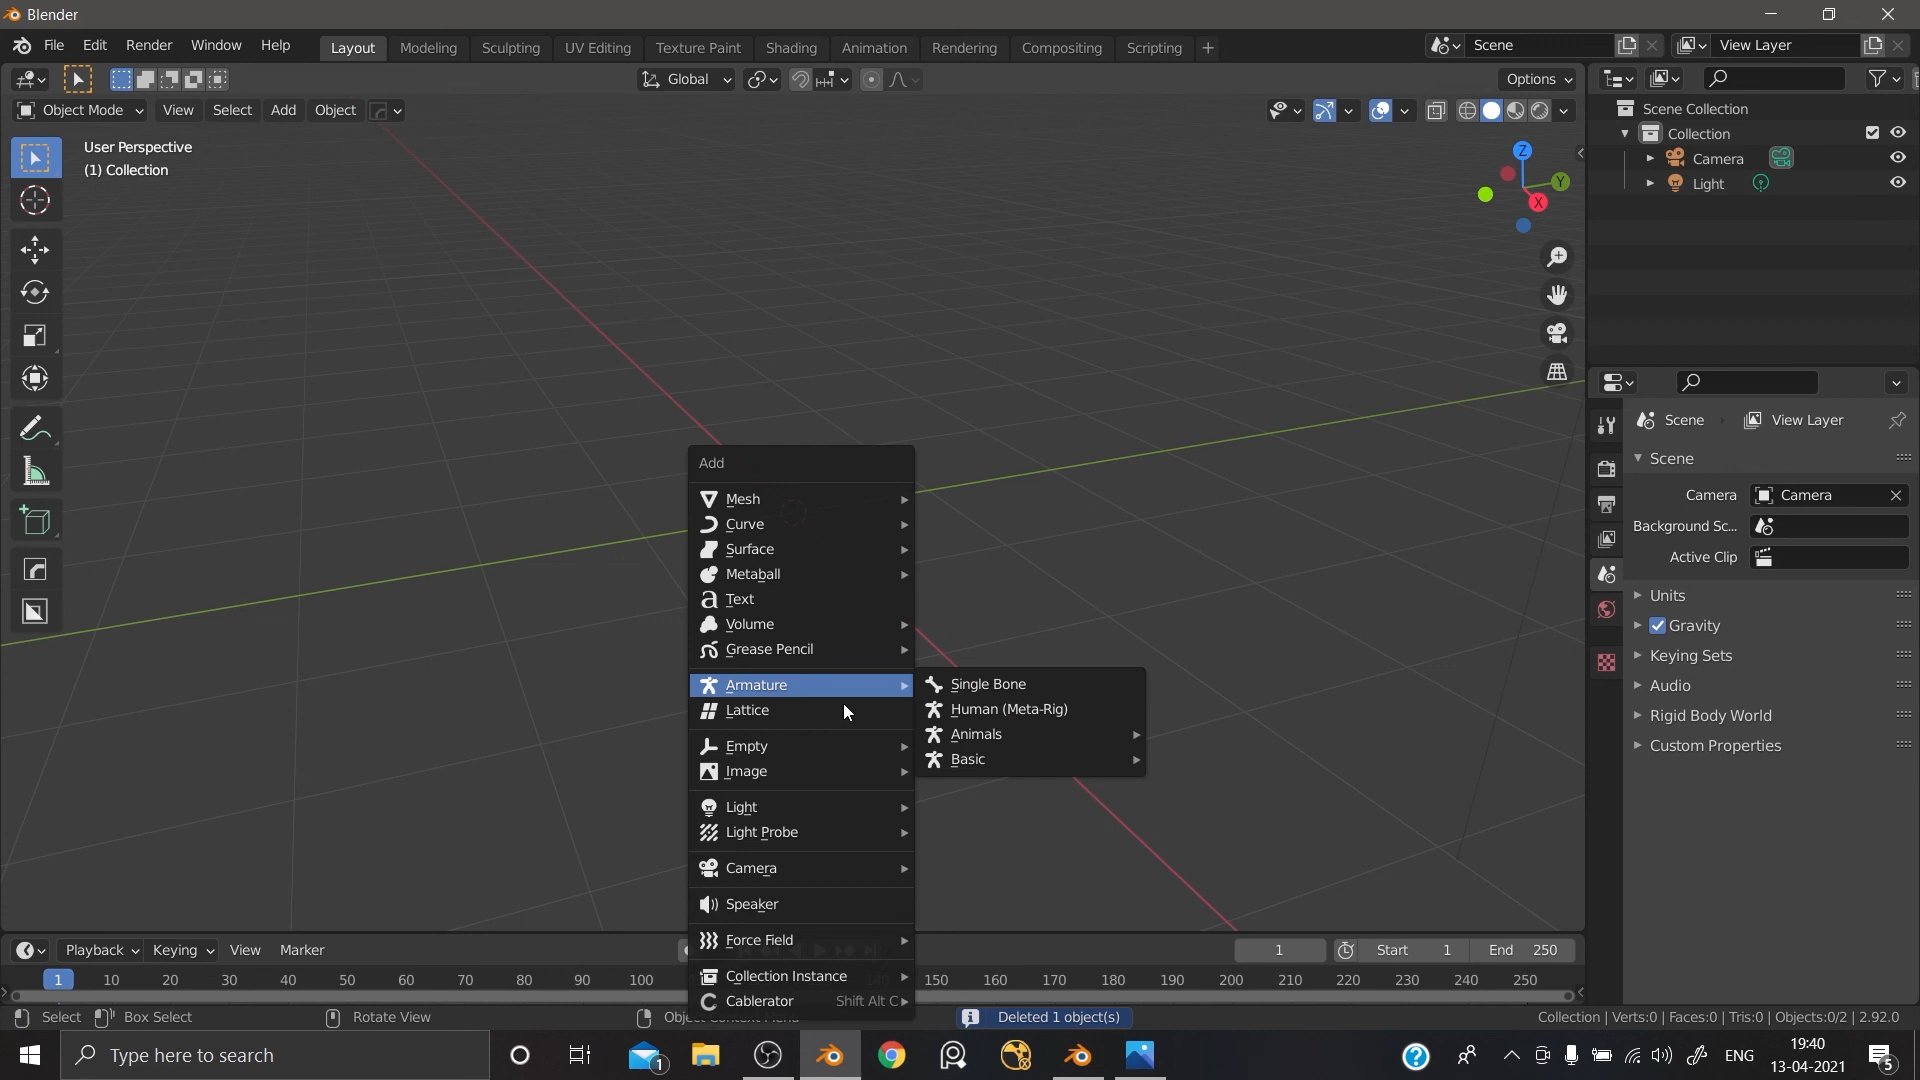 Blender
File Edit Render Window Help Layout Modeling Sculpting UV Editing Texture Paint Shading Animation Rendering Compositing Scripting + Scene View Layer
Global Options
Object Mode View Select Add Object
User Perspective
(1) Collection
Z
Y
X
Scene Collection
Collection
Camera
Light
Scene View Layer
Scene
Camera Camera
Background Sc...
Active Clip
Units
Gravity
Keying Sets
Audio
Rigid Body World
Custom Properties
Add
Mesh
Curve
Surface
Metaball
Text
Volume
Grease Pencil
Armature
Lattice
Empty
Image
Light
Light Probe
Camera
Speaker
Force Field
Collection Instance
Cablerator Shift Alt C
Single Bone
Human (Meta-Rig)
Animals
Basic
Playback Keying View Marker 1 Start 1 End 250
1 10 20 30 40 50 60 70 80 90 100 150 160 170 180 190 200 210 220 230 240 250
Select Box Select Rotate View Deleted 1 object(s) Collection | Verts:0 | Faces:0 | Tris:0 | Objects:0/2 | 2.92.0
Type here to search 1 ENG 19:40
13-04-2021 5